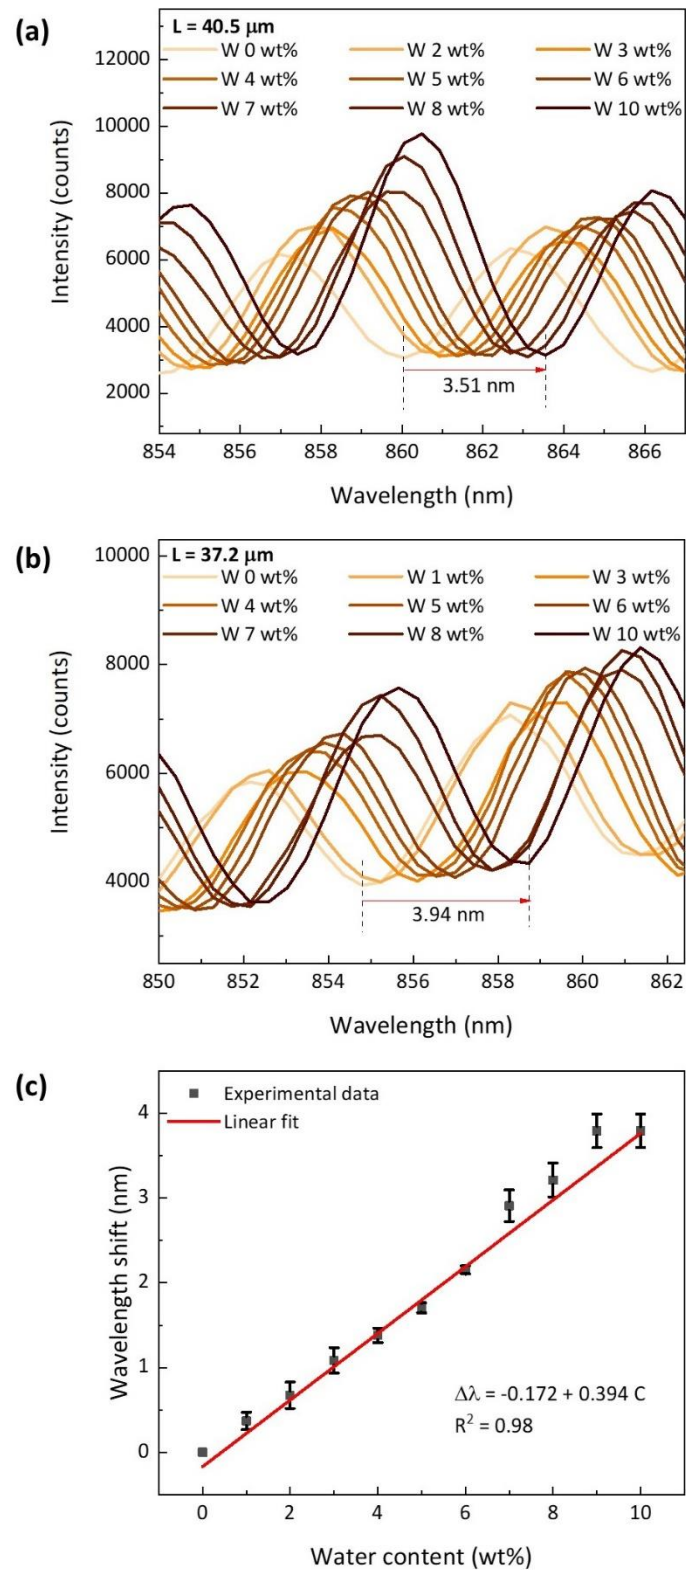 (a)
L = 40.5 μm
W 0 wt% W 2 wt% W 3 wt%
W 4 wt% W 5 wt% W 6 wt%
W 7 wt% W 8 wt% W 10 wt%
12000
10000
8000
6000
4000
2000
Intensity (counts)
3.51 nm
854 856 858 860 862 864 866
Wavelength (nm)
(b)
L = 37.2 μm
W 0 wt% W 1 wt% W 3 wt%
W 4 wt% W 5 wt% W 6 wt%
W 7 wt% W 8 wt% W 10 wt%
10000
8000
6000
4000
Intensity (counts)
3.94 nm
850 852 854 856 858 860 862
Wavelength (nm)
(c)
Experimental data
Linear fit
4
3
2
1
0
Wavelength shift (nm)
Δλ = -0.172 + 0.394 C
R² = 0.98
0 2 4 6 8 10
Water content (wt%)